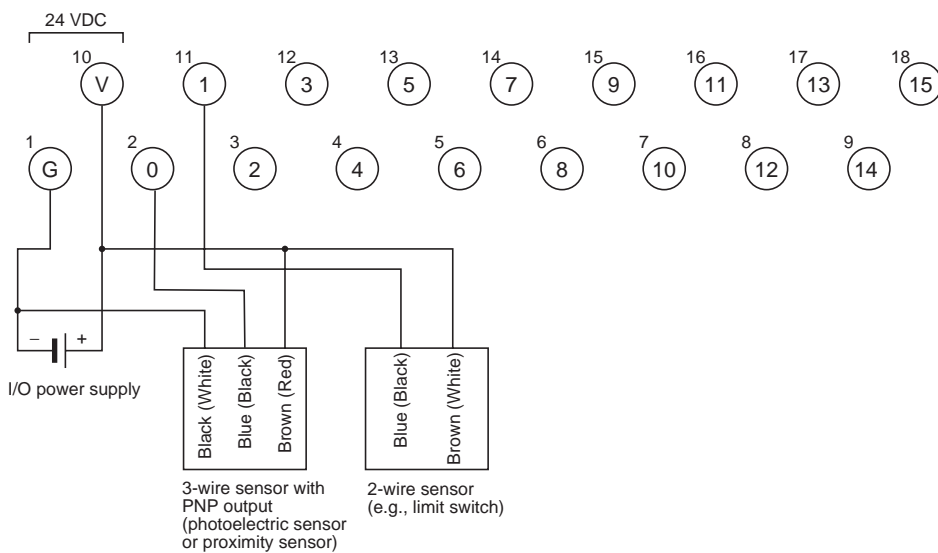 24 VDC
10 11 12 13 14 15 16 17 18
V 1 3 5 7 9 11 13 15
1 2 3 4 5 6 7 8 9
G 0 2 4 6 8 10 12 14
– +
I/O power supply
Black (White)
Blue (Black)
Brown (Red)
Blue (Black)
Brown (White)
3-wire sensor with
PNP output
(photoelectric sensor
or proximity sensor)
2-wire sensor
(e.g., limit switch)